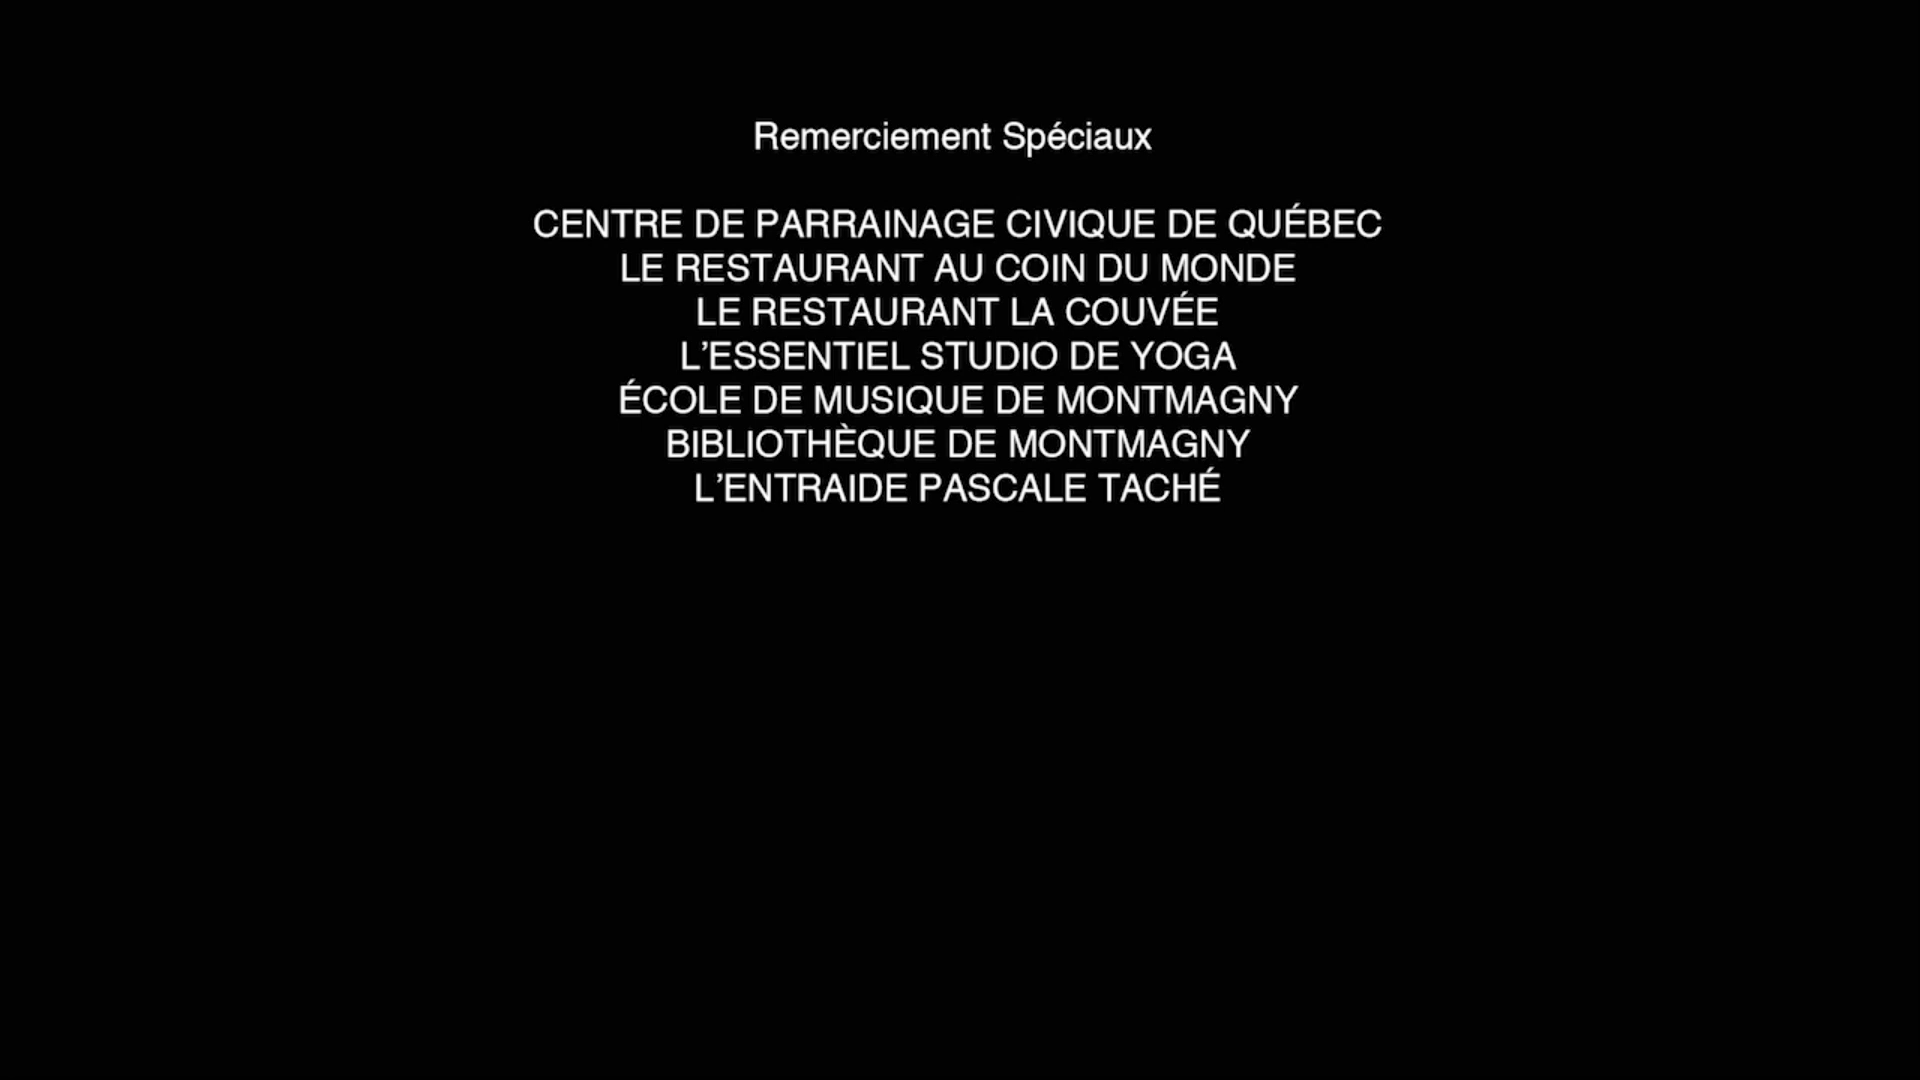 Remerciement Spéciaux
CENTRE DE PARRAINAGE CIVIQUE DE QUÉBEC
LE RESTAURANT AU COIN DU MONDE
LE RESTAURANT LA COUVÉE
L’ESSENTIEL STUDIO DE YOGA
ÉCOLE DE MUSIQUE DE MONTMAGNY
BIBLIOTHÈQUE DE MONTMAGNY
L’ENTRAIDE PASCALE TACHÉ